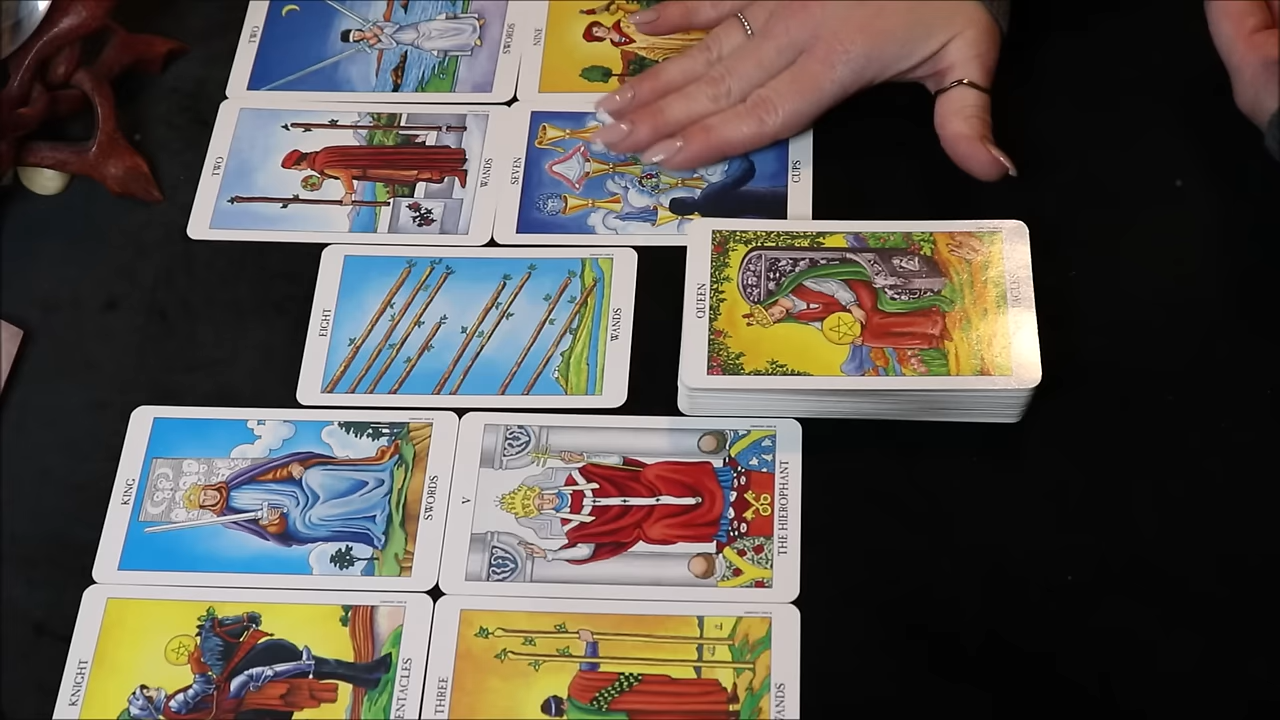 TWO SWORDS
NINE
TWO WANDS
SEVEN CUPS
EIGHT WANDS
QUEEN
KING SWORDS
V THE HIEROPHANT
KNIGHT ENTACLES
THREE WANDS